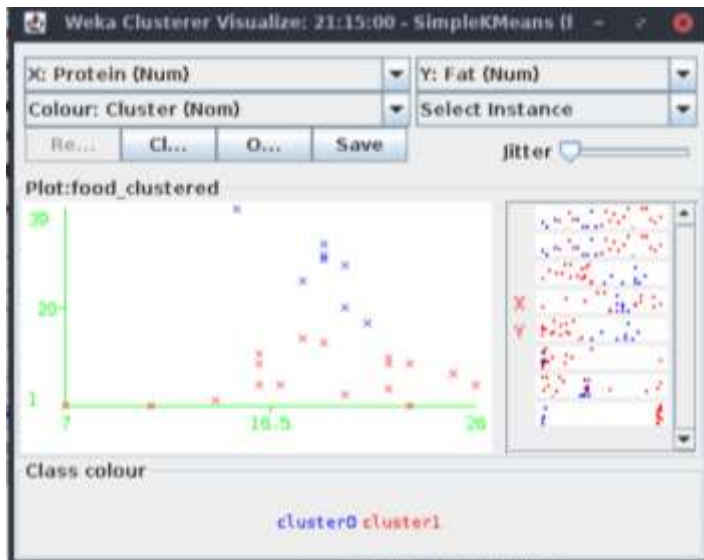 Weka Clusterer Visualize: 21:15:00 - SimpleKMeans (
X: Protein (Num) Y: Fat (Num)
Colour: Cluster (Nom) Select Instance
Re... Cl... O... Save Jitter
Plot:food_clustered
39
20
1
7 16.5 26
X
Y
Class colour
cluster0 cluster1